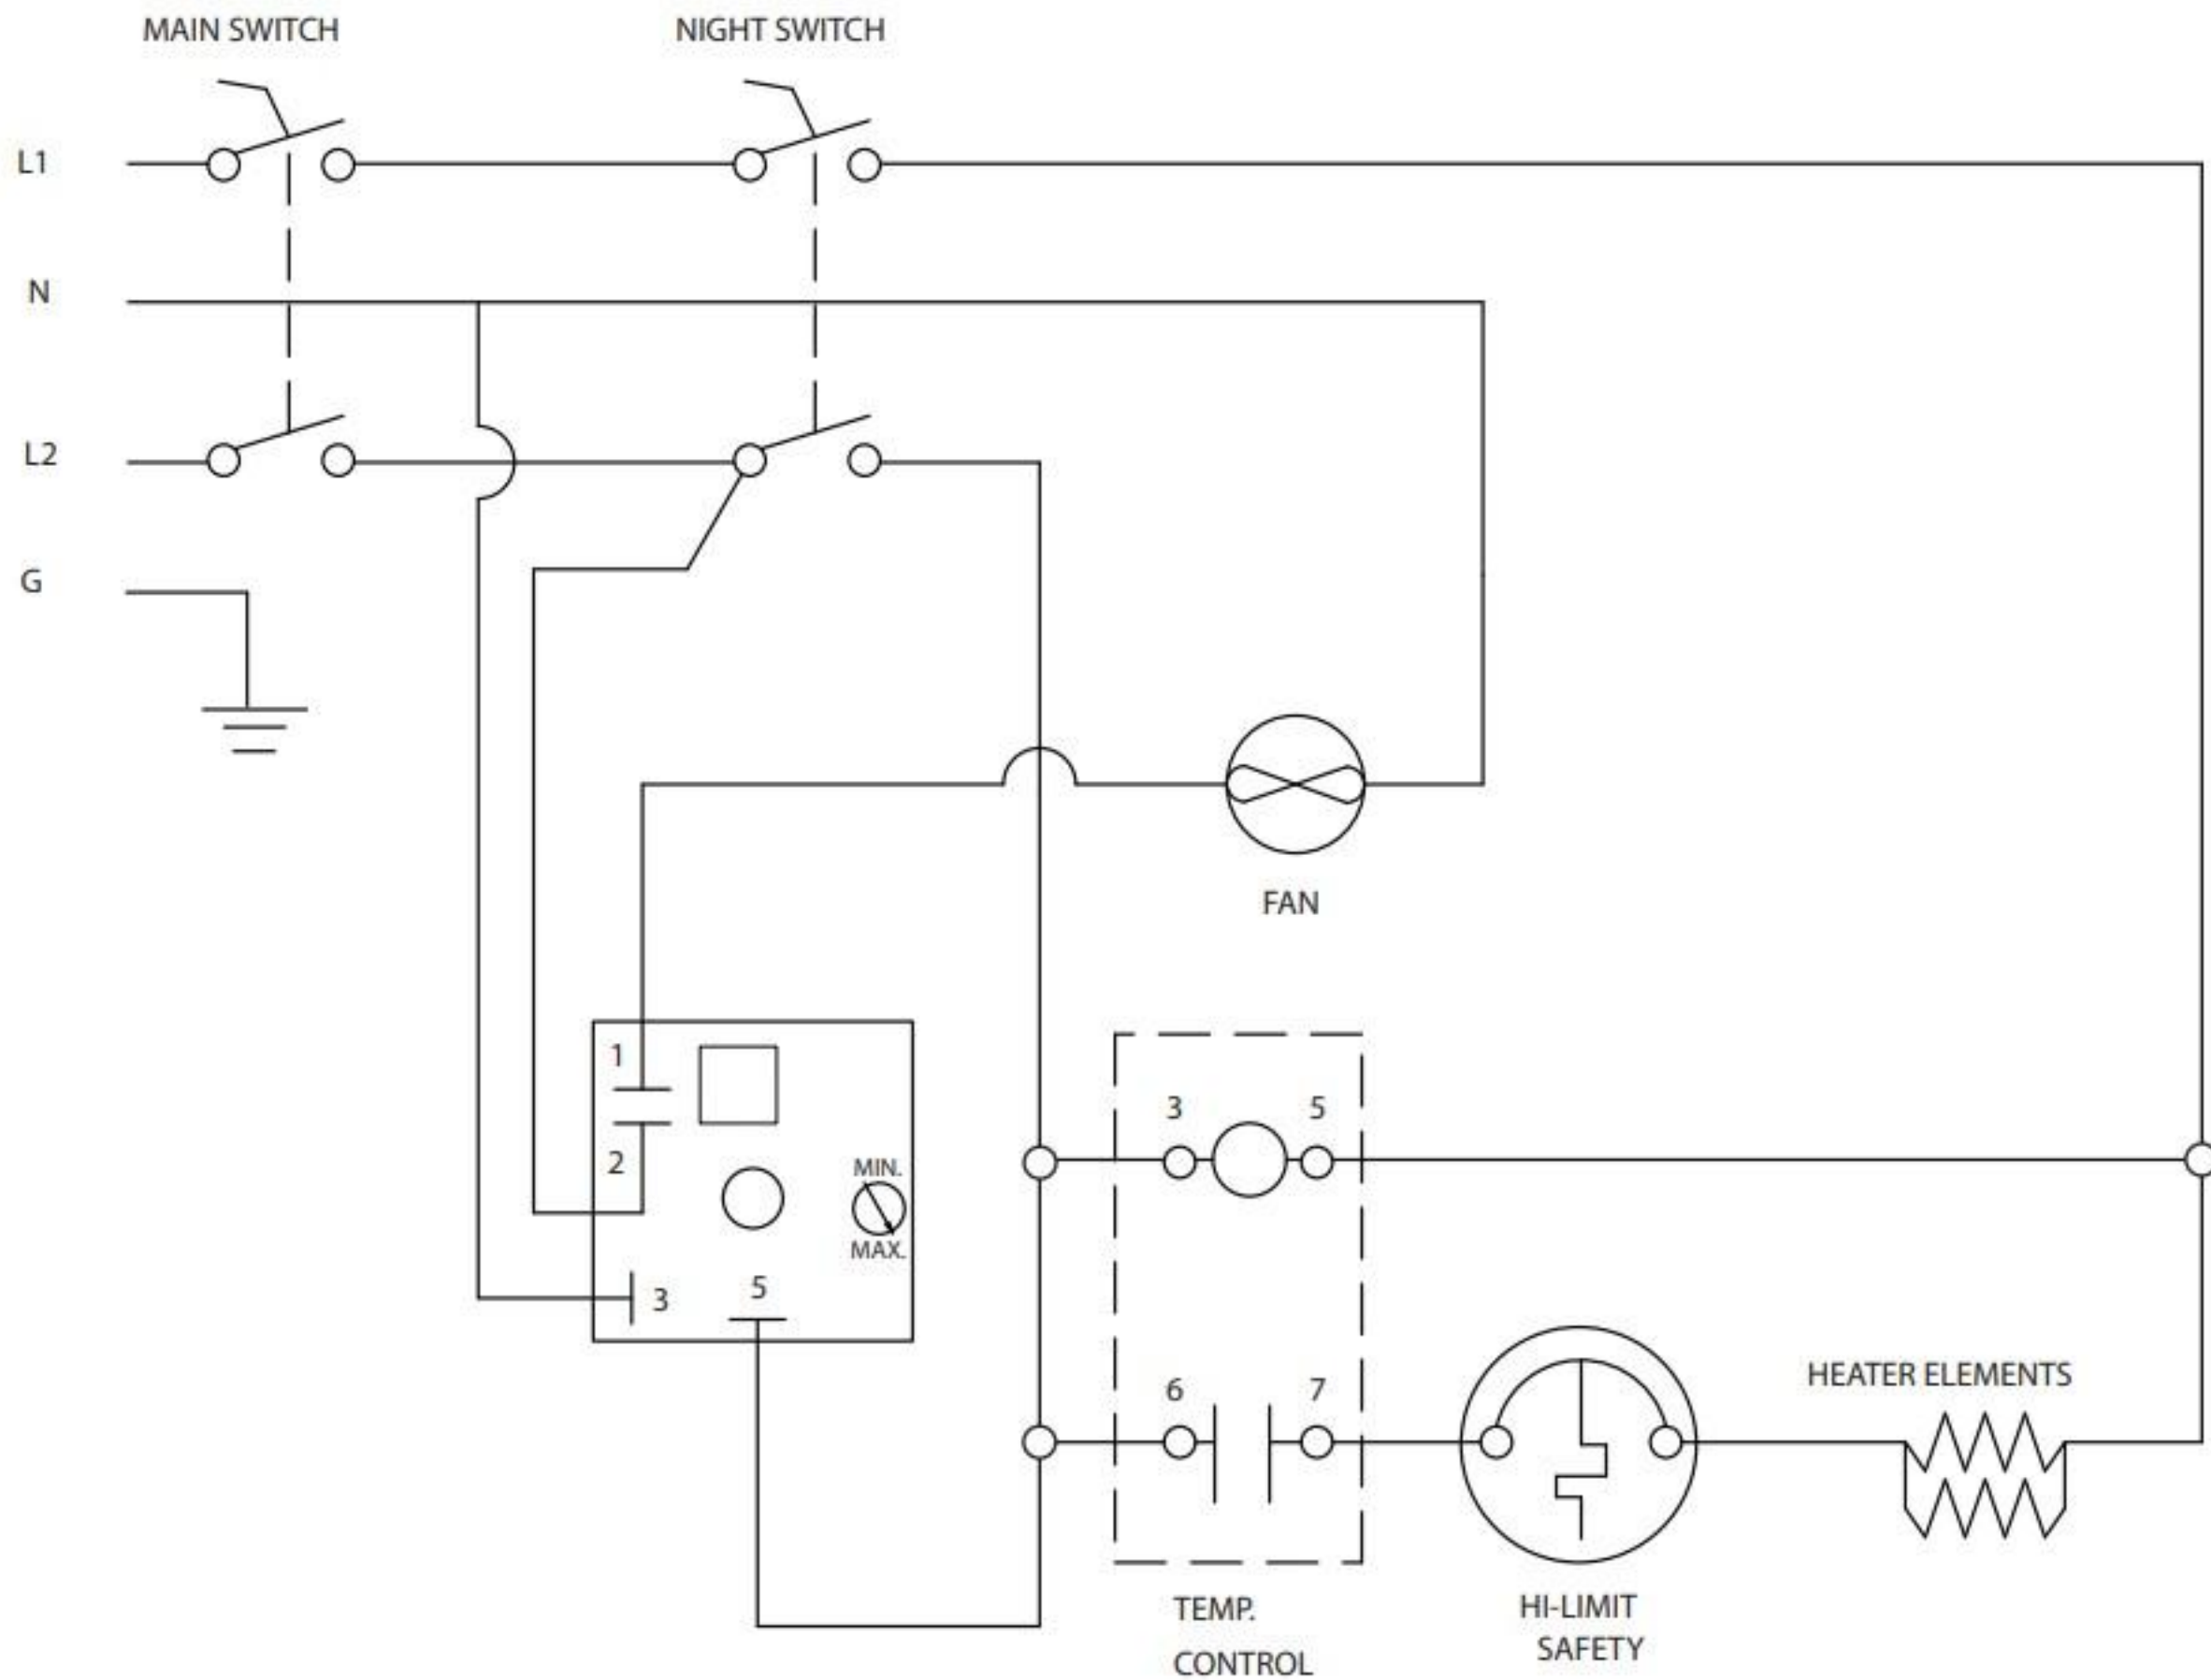 MAIN SWITCH
NIGHT SWITCH
L1
N
L2
G
FAN
1
2
MIN.
MAX.
3
5
3
5
6
7
HEATER ELEMENTS
TEMP.
CONTROL
HI-LIMIT
SAFETY